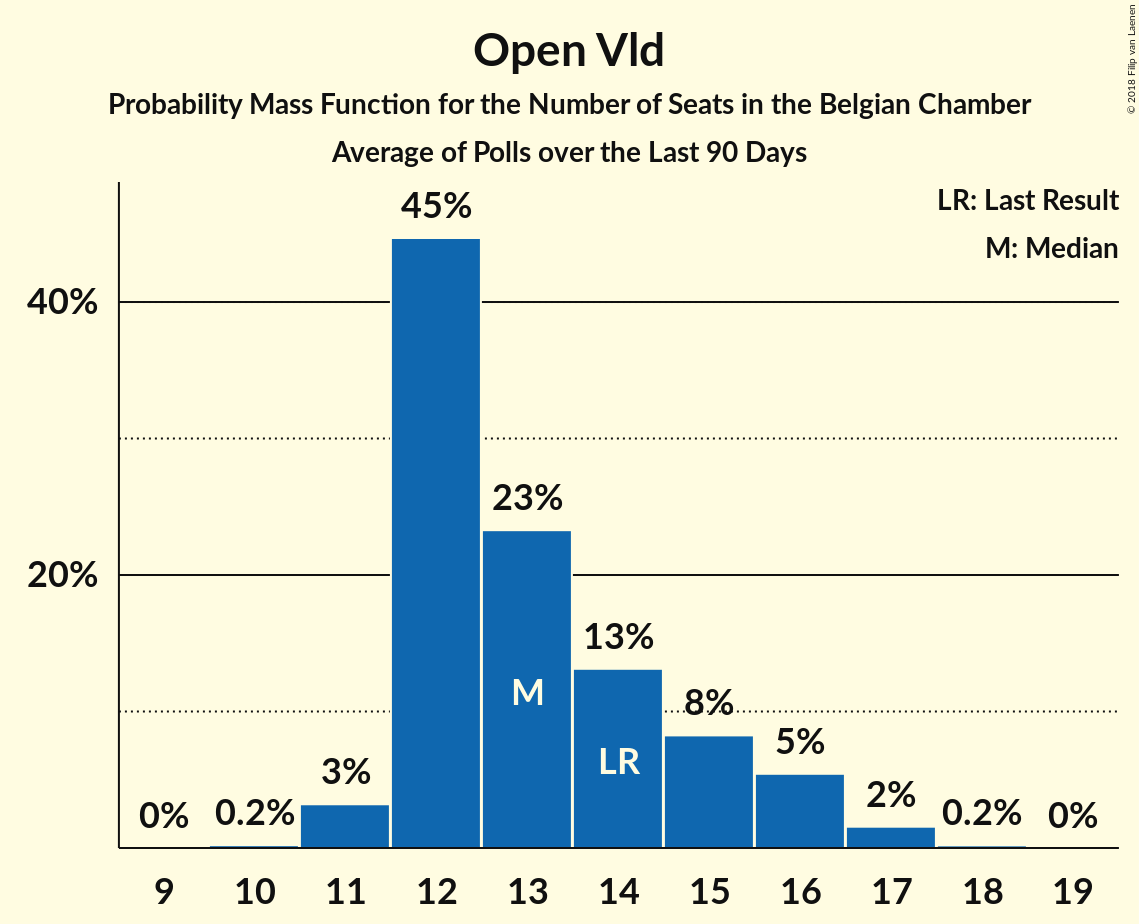 Open Vld
Probability Mass Function for the Number of Seats in the Belgian Chamber
Average of Polls over the Last 90 Days
© 2018 Filip van Laenen
LR: Last Result
M: Median
45%
40%
23%
20%
13%
M
8%
LR
5%
3%
2%
0%
0.2%
0.2%
0%
9 10 11 12 13 14 15 16 17 18 19